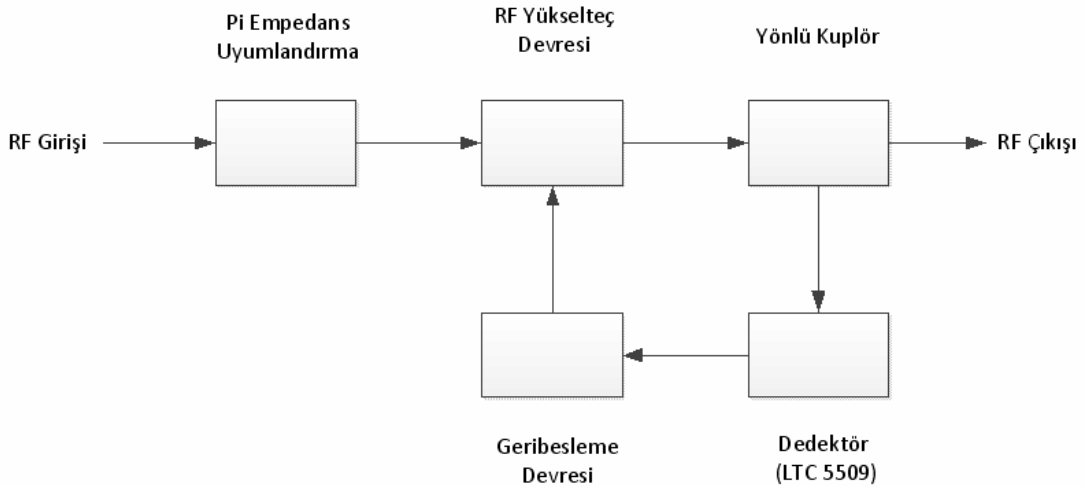 Pi Empedans
Uyumlandırma
RF Yükselteç
Devresi
Yönlü Kuplör
RF Girişi
RF Çıkışı
Geribesleme
Devresi
Dedektör
(LTC 5509)